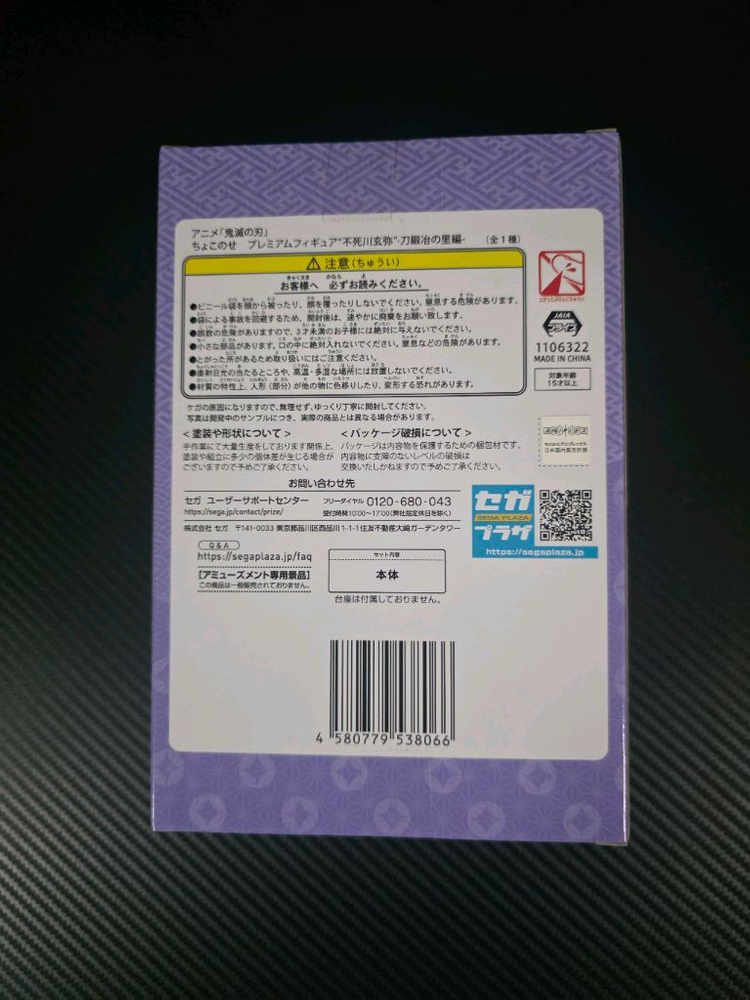 アニメ「鬼滅の刃」
ちょこのせ プレミアムフィギュア"不死川玄弥"-刀鍛冶の里編- (全1種)
注意(ちゅうい)
お客様へ 必ずお読みください。
●ビニール袋を頭から被ったり、顔を覆ったりしないでください。窒息する危険があります。
●袋による事故を回避するため、開封後は、速やかに廃棄をお願い致します。
●誤飲の危険がありますので、3才未満のお子様には絶対に与えないでください。
●小さな部品があります。口の中に絶対入れないでください。窒息などの危険があります。
●とがった所があるため取り扱いにはご注意ください。
●直射日光の当たるところや、高温・多湿な場所には放置しないでください。
●材質の特性上、人形(部分)が他の物に色移りしたり、変形する恐れがあります。
JAIA
プライズ
1106322
MADE IN CHINA
対象年齢
15才以上
ケガの原因になりますので、無理せず、ゆっくり丁寧に開封してください。
写真は開発中のサンプルにつき、実際の商品とは異なる場合があります。
<塗装や形状について>
手作業にて大量生産をしております関係上、
塗装や組立に多少の個体差が生じる場合が
ございますので予めご了承ください。
<パッケージ破損について>
パッケージは内容物を保護するための梱包材です。
内容物に支障のないレベルの破損は
交換いたしかねますので予めご了承ください。
お問い合わせ先
セガ ユーザーサポートセンター
https://sega.jp/contact/prize/
フリーダイヤル 0120-680-043
受付時間10:00~17:00(弊社指定休日を除く)
株式会社 セガ 〒141-0033 東京都品川区西品川1-1-1住友不動産大崎ガーデンタワー
セガ
SEGA PLAZA
プラザ
https://segaplaza.jp
Q&A
https://segaplaza.jp/faq
【アミューズメント専用景品】
この商品は一般販売されておりません。
セット内容
本体
台座は付属しておりません。
4 580779 538066